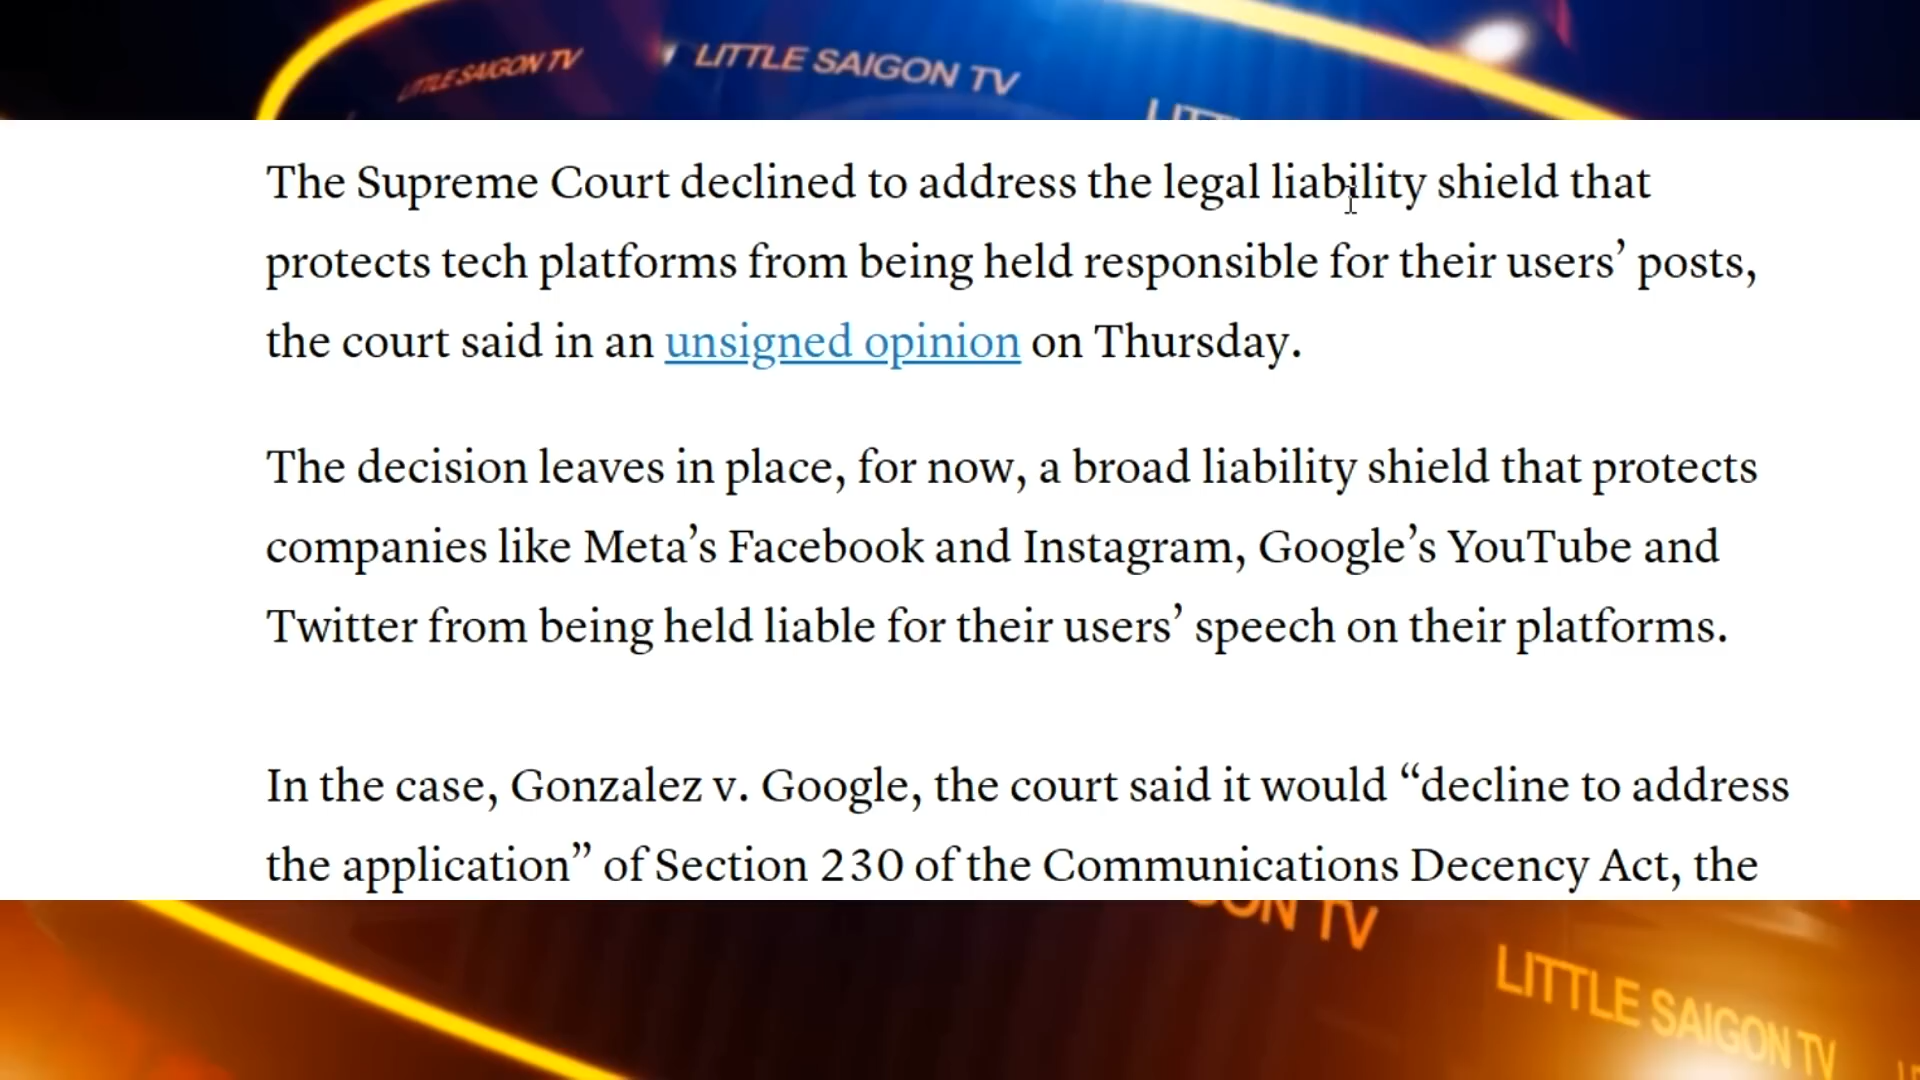 LITTLE SAIGON TV
LITTLE SAIGON TV
The Supreme Court declined to address the legal liability shield that
protects tech platforms from being held responsible for their users’ posts,
the court said in an unsigned opinion on Thursday.
The decision leaves in place, for now, a broad liability shield that protects
companies like Meta’s Facebook and Instagram, Google’s YouTube and
Twitter from being held liable for their users’ speech on their platforms.
In the case, Gonzalez v. Google, the court said it would “decline to address
the application” of Section 230 of the Communications Decency Act, the
TV
LITTLE SAIGON TV